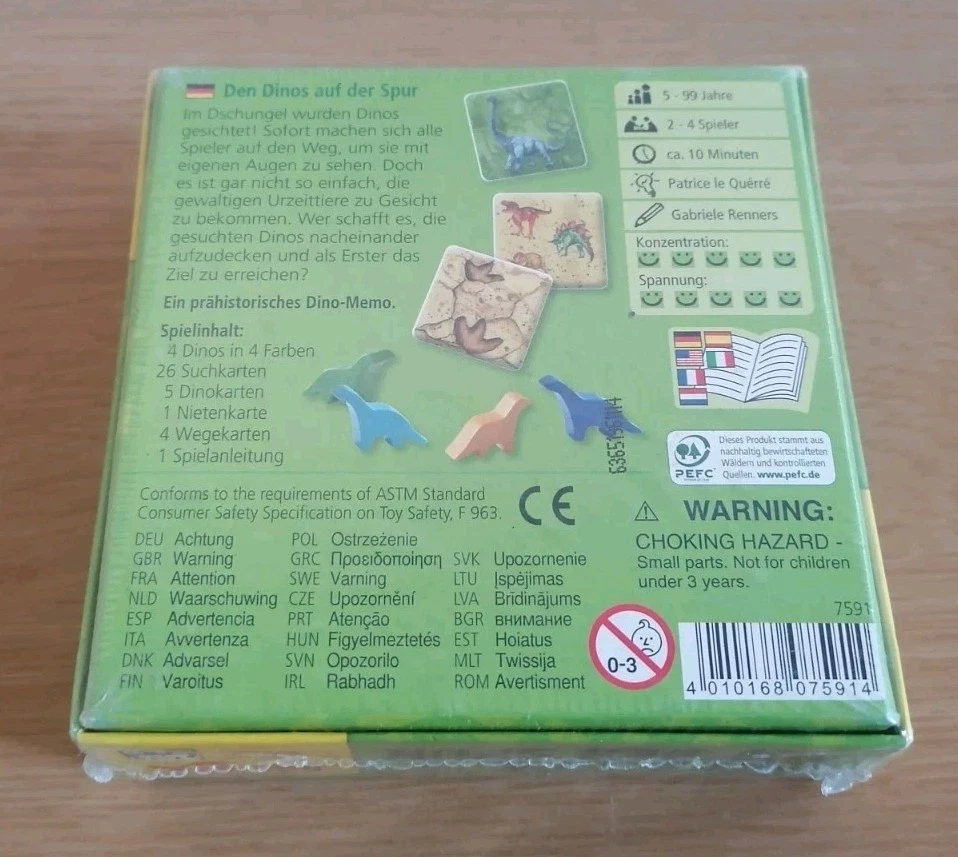 Den Dinos auf der Spur
Im Dschungel wurden Dinos
gesichtet! Sofort machen sich alle
Spieler auf den Weg, um sie mit
eigenen Augen zu sehen. Doch
es ist gar nicht so einfach, die
gewaltigen Urzeittiere zu Gesicht
zu bekommen. Wer schafft es, die
gesuchten Dinos nacheinander
aufzudecken und als Erster das
Ziel zu erreichen?
Ein prähistorisches Dino-Memo.
Spielinhalt:
4 Dinos in 4 Farben
26 Suchkarten
5 Dinokarten
1 Nietenkarte
4 Wegekarten
1 Spielanleitung
5 - 99 Jahre
2 - 4 Spieler
ca. 10 Minuten
Patrice le Quérré
Gabriele Renners
Konzentration:
Spannung:
PEFC
Dieses Produkt stammt aus
nachhaltig bewirtschafteten
Wäldern und kontrollierten
Quellen. www.pefc.de
Conforms to the requirements of ASTM Standard
Consumer Safety Specification on Toy Safety, F 963.
CE
DEU Achtung
GBR Warning
FRA Attention
NLD Waarschuwing
ESP Advertencia
ITA Avvertenza
DNK Advarsel
FIN Varoitus
POL Ostrzeżenie
GRC Προειδοποίηση
SWE Varning
CZE Upozornění
PRT Atenção
HUN Figyelmeztetés
SVN Opozorilo
IRL Rabhadh
SVK Upozornenie
LTU Įspėjimas
LVA Brīdinājums
BGR внимание
EST Hoiatus
MLT Twissija
ROM Avertisment
WARNING:
CHOKING HAZARD -
Small parts. Not for children
under 3 years.
0-3
7591
4 010168 075914